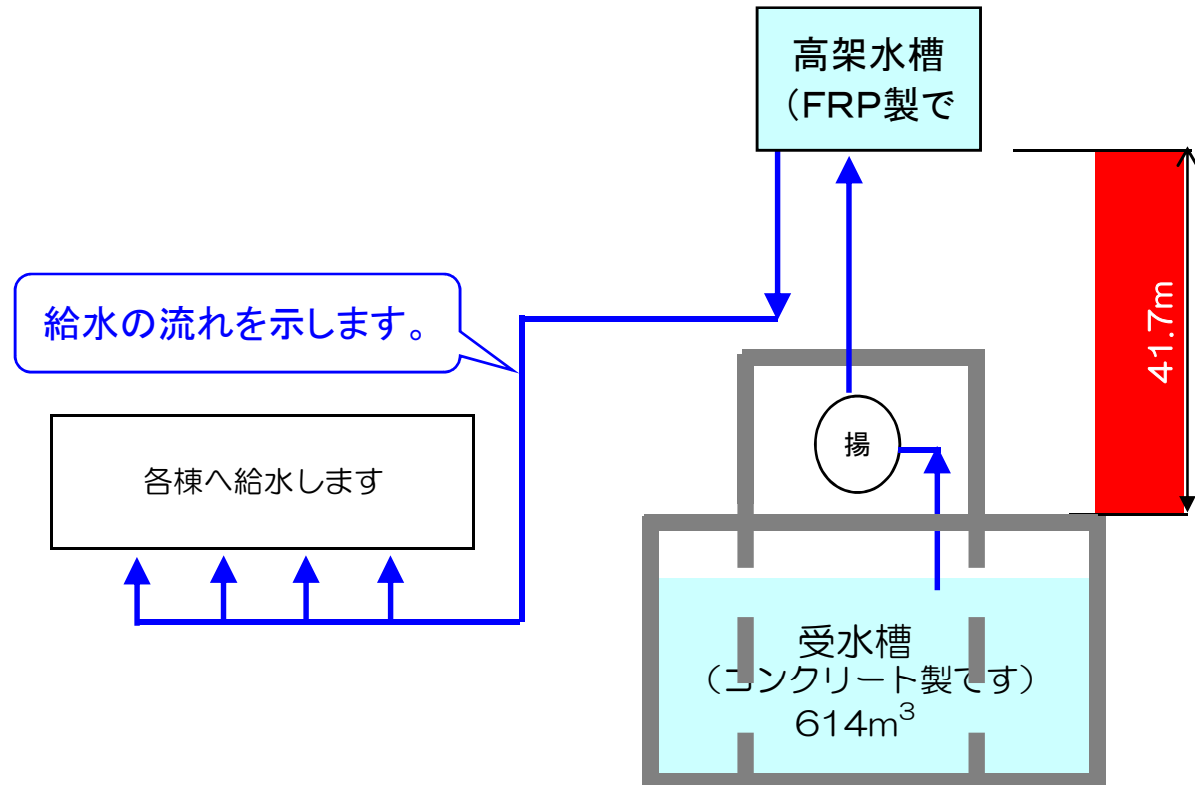 高架水槽
（FRP製で
給水の流れを示します。
41.7m
揚
各棟へ給水します
受水槽
（コンクリート製です）
614m³